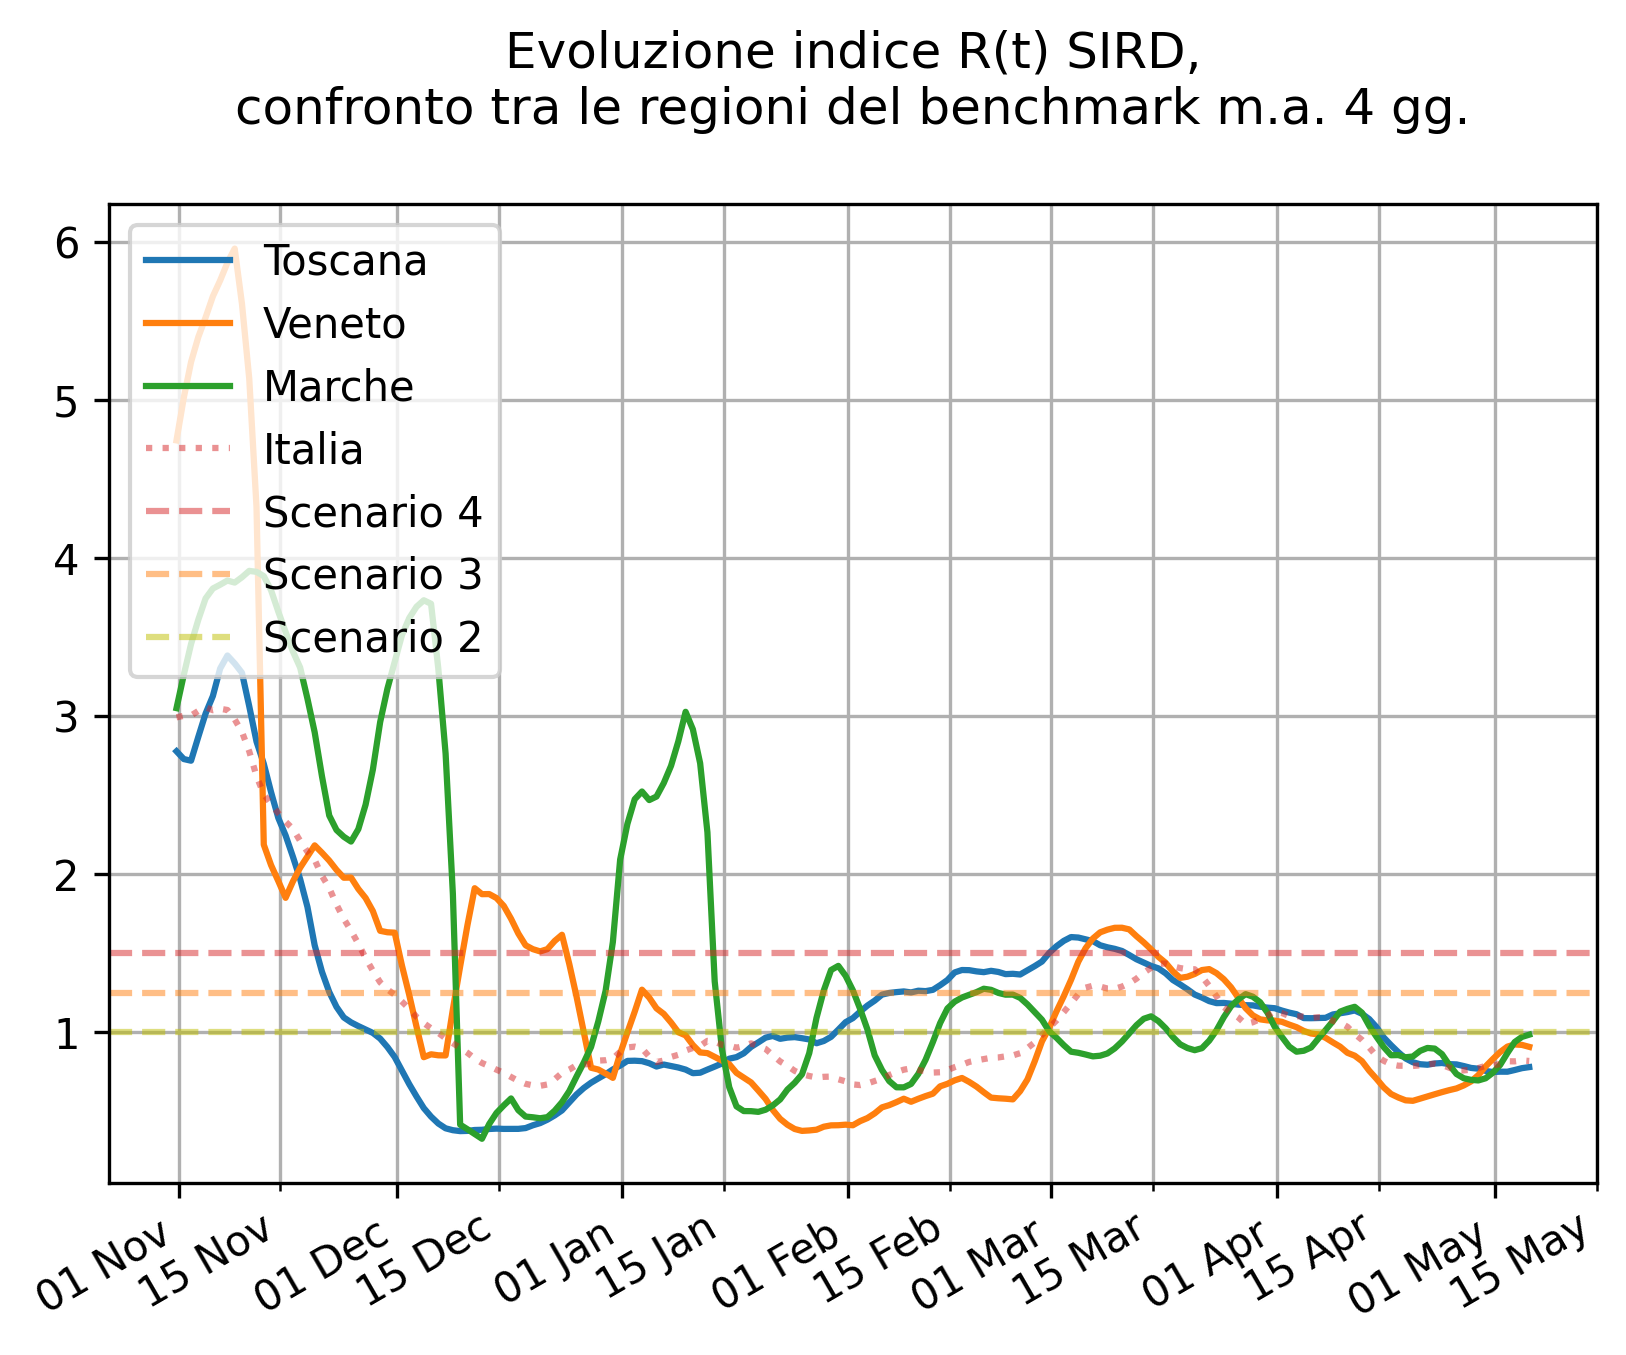 Evoluzione indice R(t) SIRD,
confronto tra le regioni del benchmark m.a. 4 gg.
6
5
4
3
2
1
Toscana
Veneto
Marche
Italia
Scenario 4
Scenario 3
Scenario 2
01 Nov
15 Nov
01 Dec
15 Dec
01 Jan
15 Jan
01 Feb
15 Feb
01 Mar
15 Mar
01 Apr
15 Apr
01 May
15 May